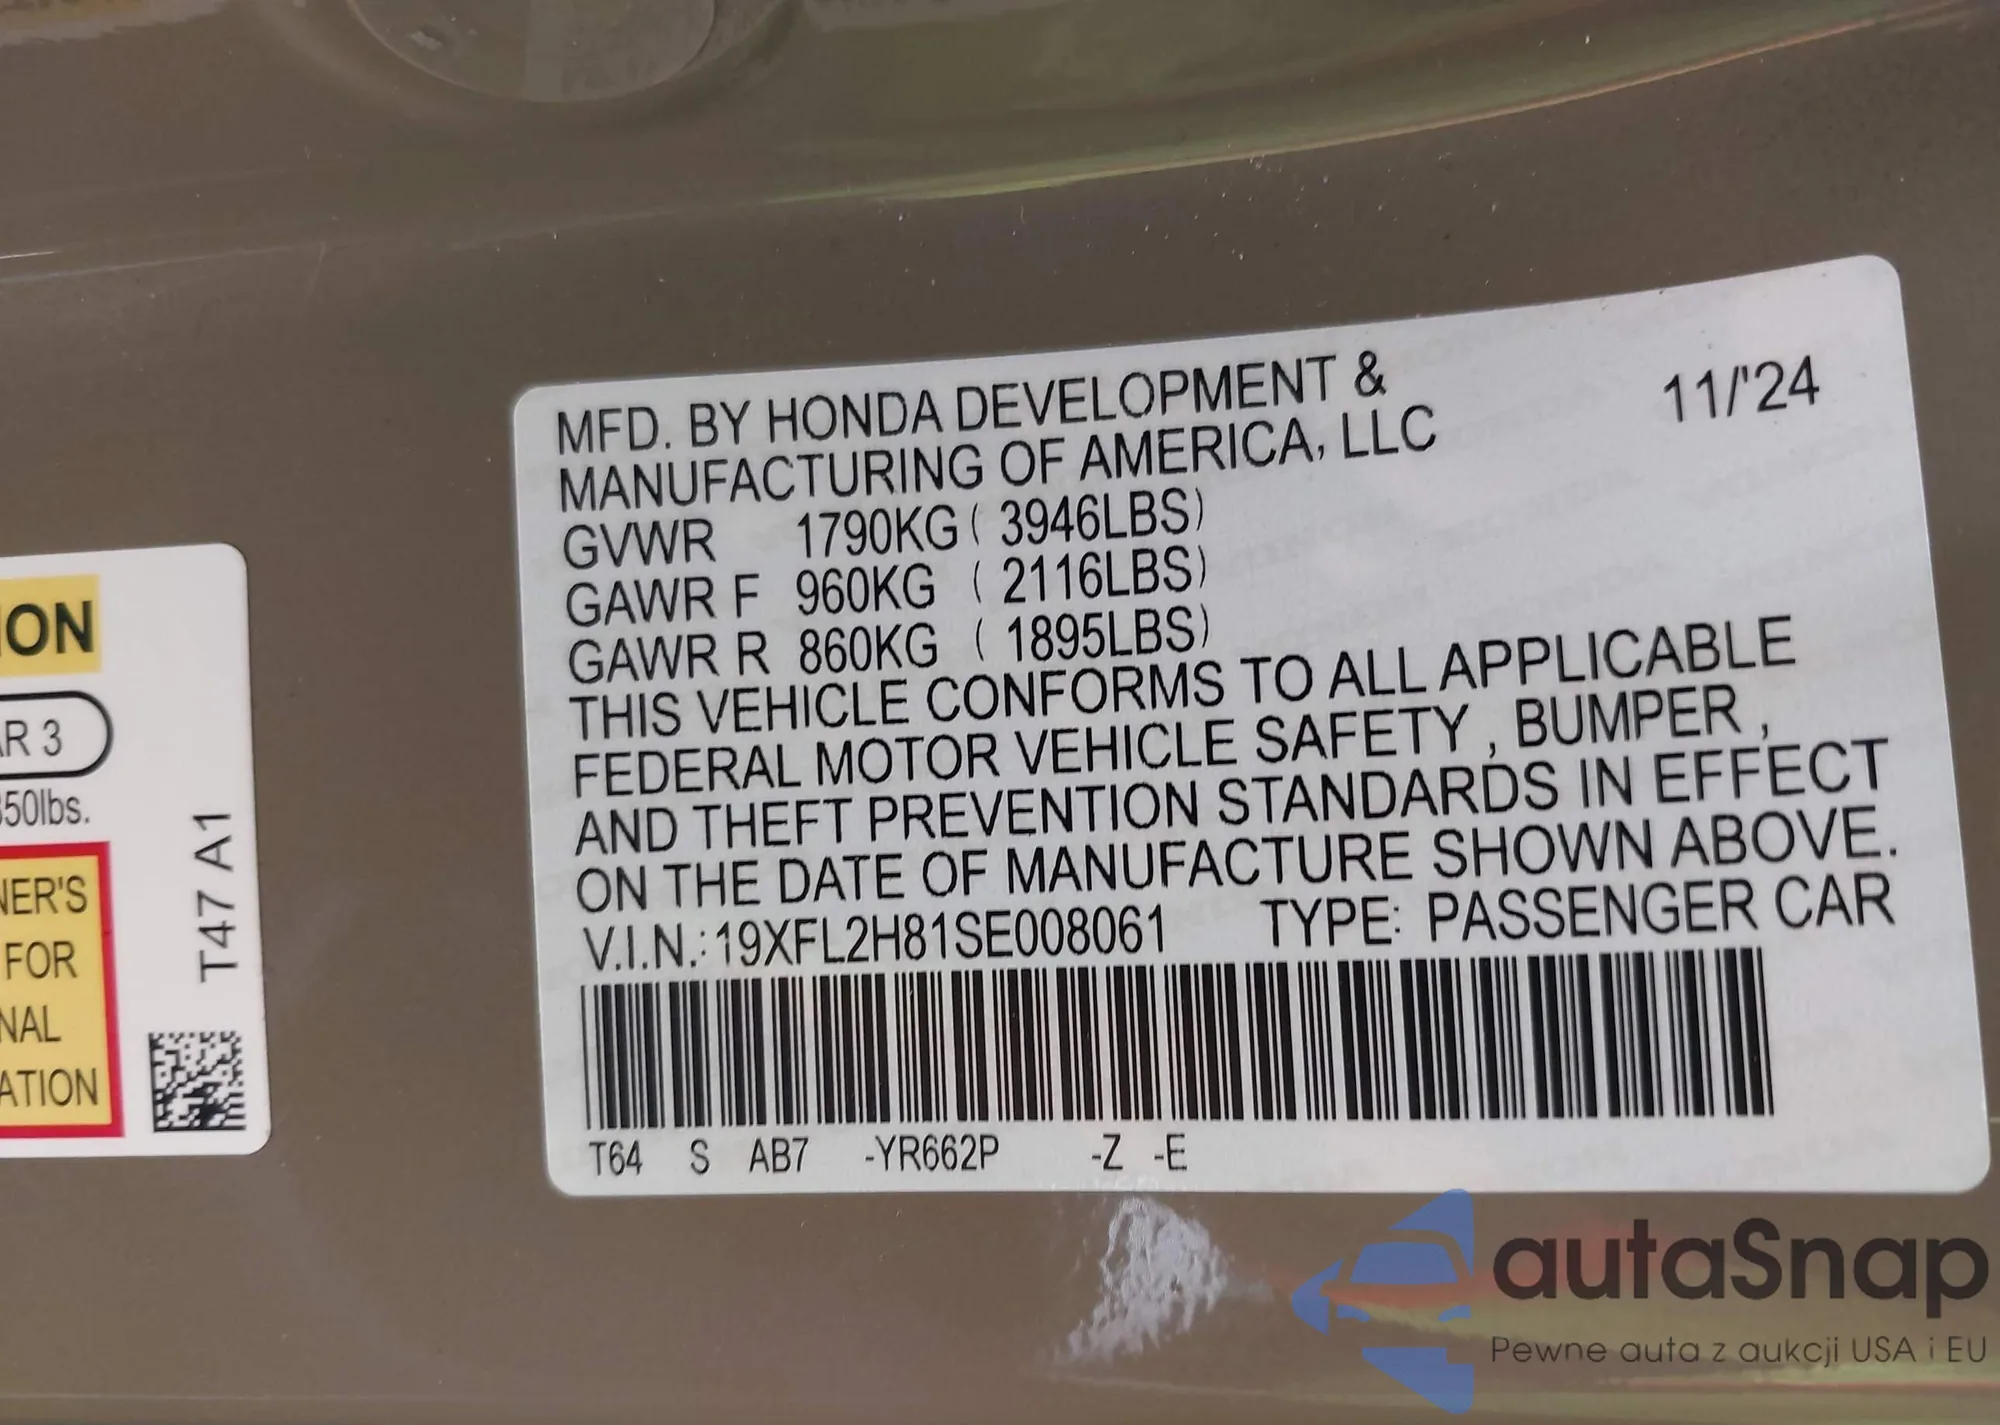 MFD. BY HONDA DEVELOPMENT &
MANUFACTURING OF AMERICA, LLC
11/'24
GVWR 1790KG ( 3946LBS)
GAWR F 960KG ( 2116LBS)
GAWR R 860KG ( 1895LBS)
THIS VEHICLE CONFORMS TO ALL APPLICABLE
FEDERAL MOTOR VEHICLE SAFETY , BUMPER ,
AND THEFT PREVENTION STANDARDS IN EFFECT
ON THE DATE OF MANUFACTURE SHOWN ABOVE.
V.I.N.: 19XFL2H81SE008061 TYPE: PASSENGER CAR
T64 S AB7 -YR662P -Z -E
ION
AR 3
350lbs.
NER'S
FOR
NAL
ATION
T47 A1
autaSnap
Pewne auta z aukcji USA i EU